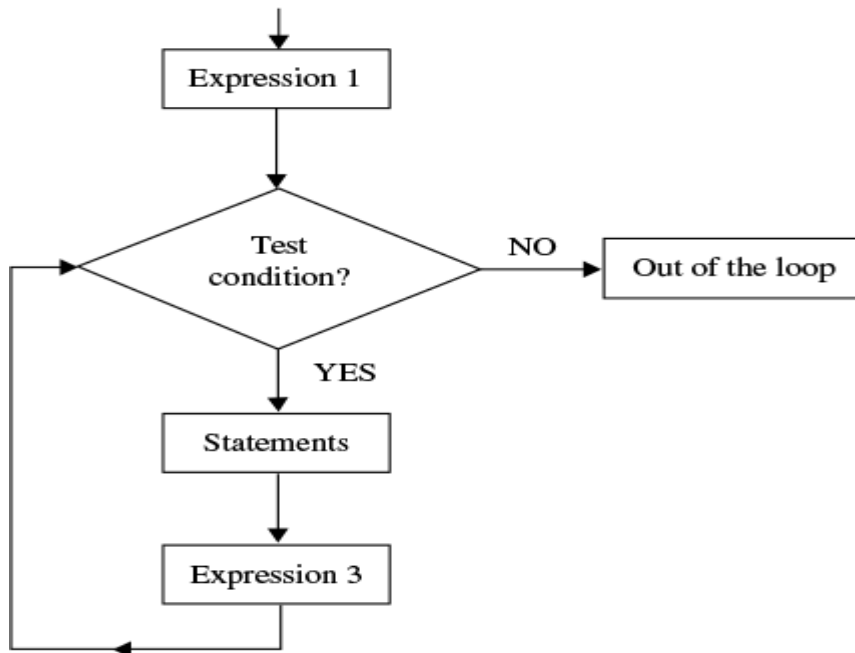 Expression 1
Test
condition?
NO
Out of the loop
YES
Statements
Expression 3